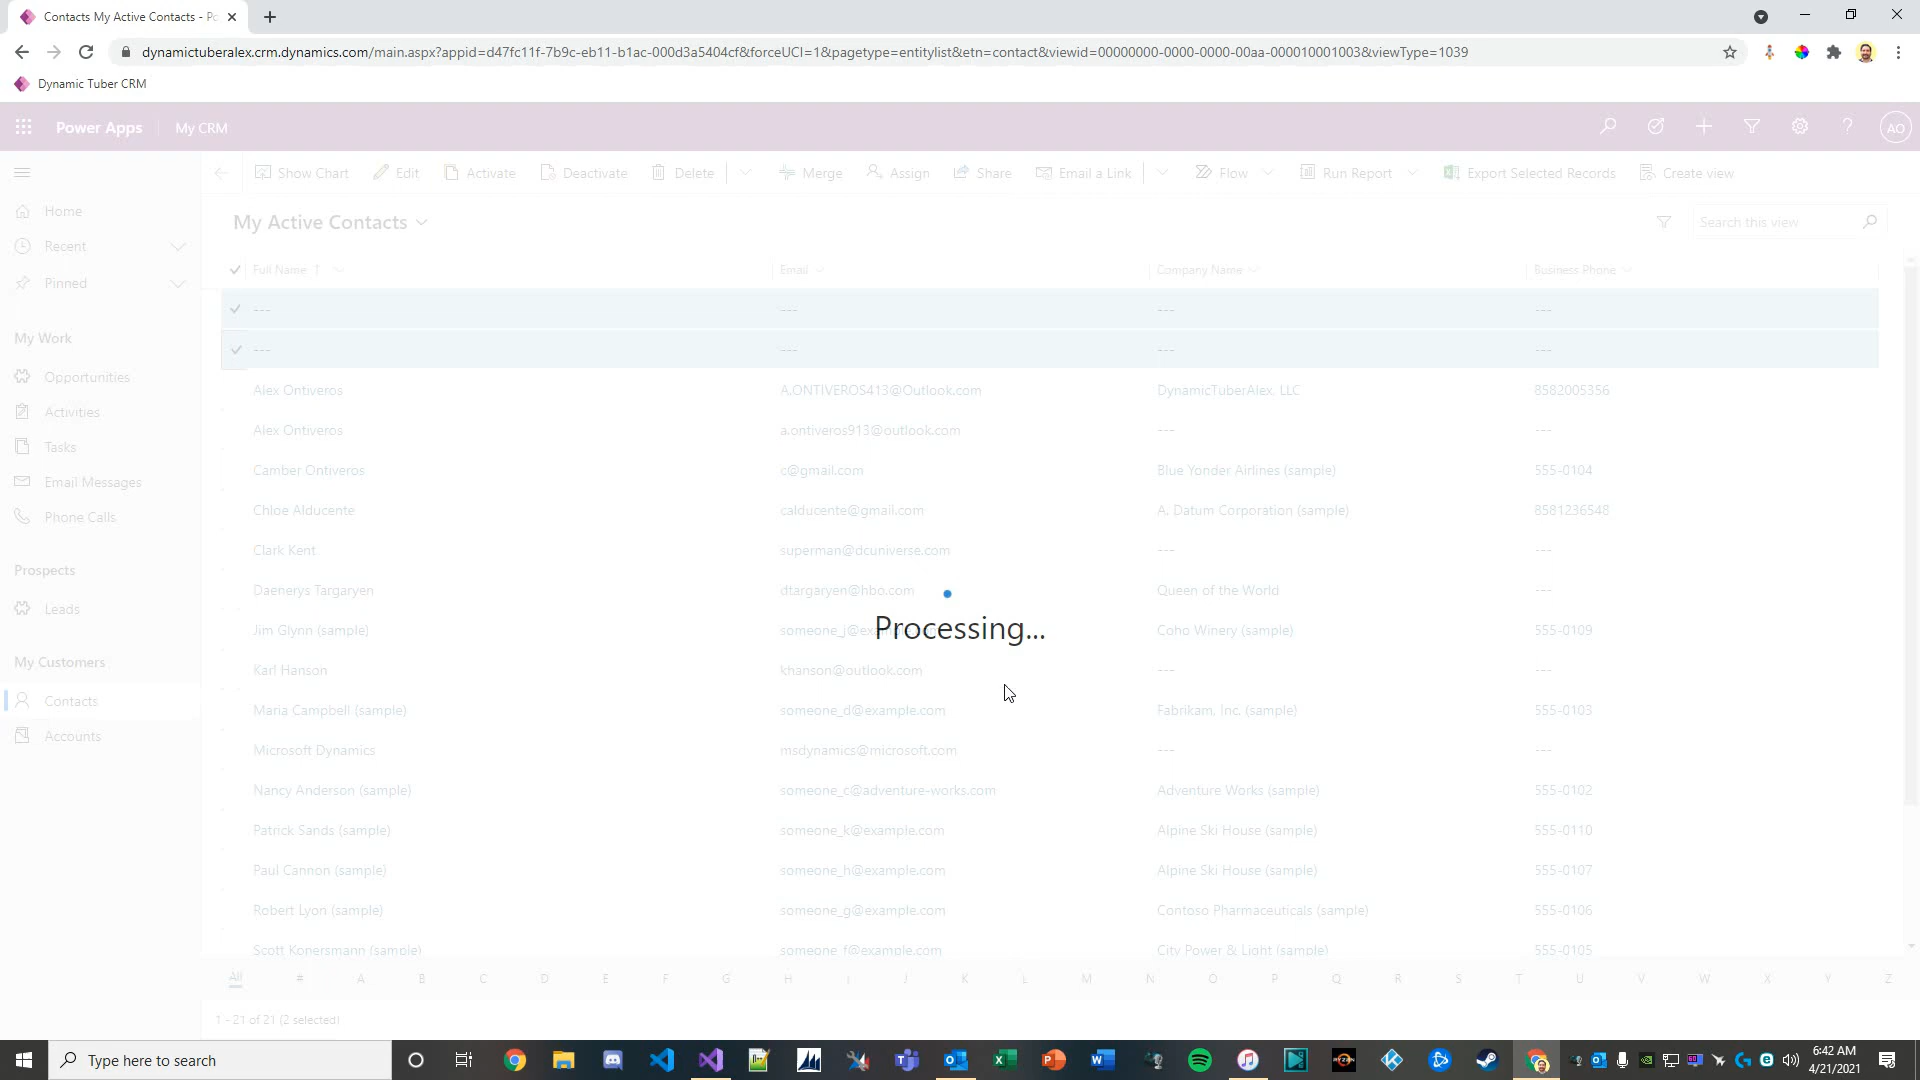 Contacts My Active Contacts - Po
dynamictuberalex.crm.dynamics.com/main.aspx?appid=d47fc11f-7b9c-eb11-b1ac-000d3a5404cf&forceUCI=1&pagetype=entitylist&etn=contact&viewid=00000000-0000-0000-00aa-000010001003&viewType=1039
Dynamic Tuber CRM
Power Apps My CRM AO
Show Chart Edit Activate Deactivate Delete Merge Assign Share Email a Link Flow Run Report Export Selected Records Create view
Home
Recent
Pinned
My Work
Opportunities
Activities
Tasks
Email Messages
Phone Calls
Prospects
Leads
My Customers
Contacts
Accounts
My Active Contacts Search this view
Full Name Email Company Name Business Phone
--- --- --- ---
--- --- --- ---
Alex Ontiveros A.ONTIVEROS413@Outlook.com DynamicTuberAlex, LLC 8582005356
Alex Ontiveros a.ontiveros913@outlook.com --- ---
Camber Ontiveros c@gmail.com Blue Yonder Airlines (sample) 555-0104
Chloe Alducente calducente@gmail.com A. Datum Corporation (sample) 8581236548
Clark Kent superman@dcuniverse.com --- ---
Daenerys Targaryen dtargaryen@hbo.com Queen of the World ---
Jim Glynn (sample) Coho Winery (sample) 555-0109
Processing...
Karl Hanson khanson@outlook.com --- ---
Maria Campbell (sample) someone_d@example.com Fabrikam, Inc. (sample) 555-0103
Microsoft Dynamics msdynamics@microsoft.com --- ---
Nancy Anderson (sample) someone_c@adventure-works.com Adventure Works (sample) 555-0102
Patrick Sands (sample) someone_k@example.com Alpine Ski House (sample) 555-0110
Paul Cannon (sample) someone_h@example.com Alpine Ski House (sample) 555-0107
Robert Lyon (sample) someone_g@example.com Contoso Pharmaceuticals (sample) 555-0106
Scott Konersmann (sample) someone_f@example.com City Power & Light (sample) 555-0105
All # A B C D E F G H I J K L M N O P Q R S T U V W X Y Z
1 - 21 of 21 (2 selected)
Type here to search
6:42 AM
4/21/2021